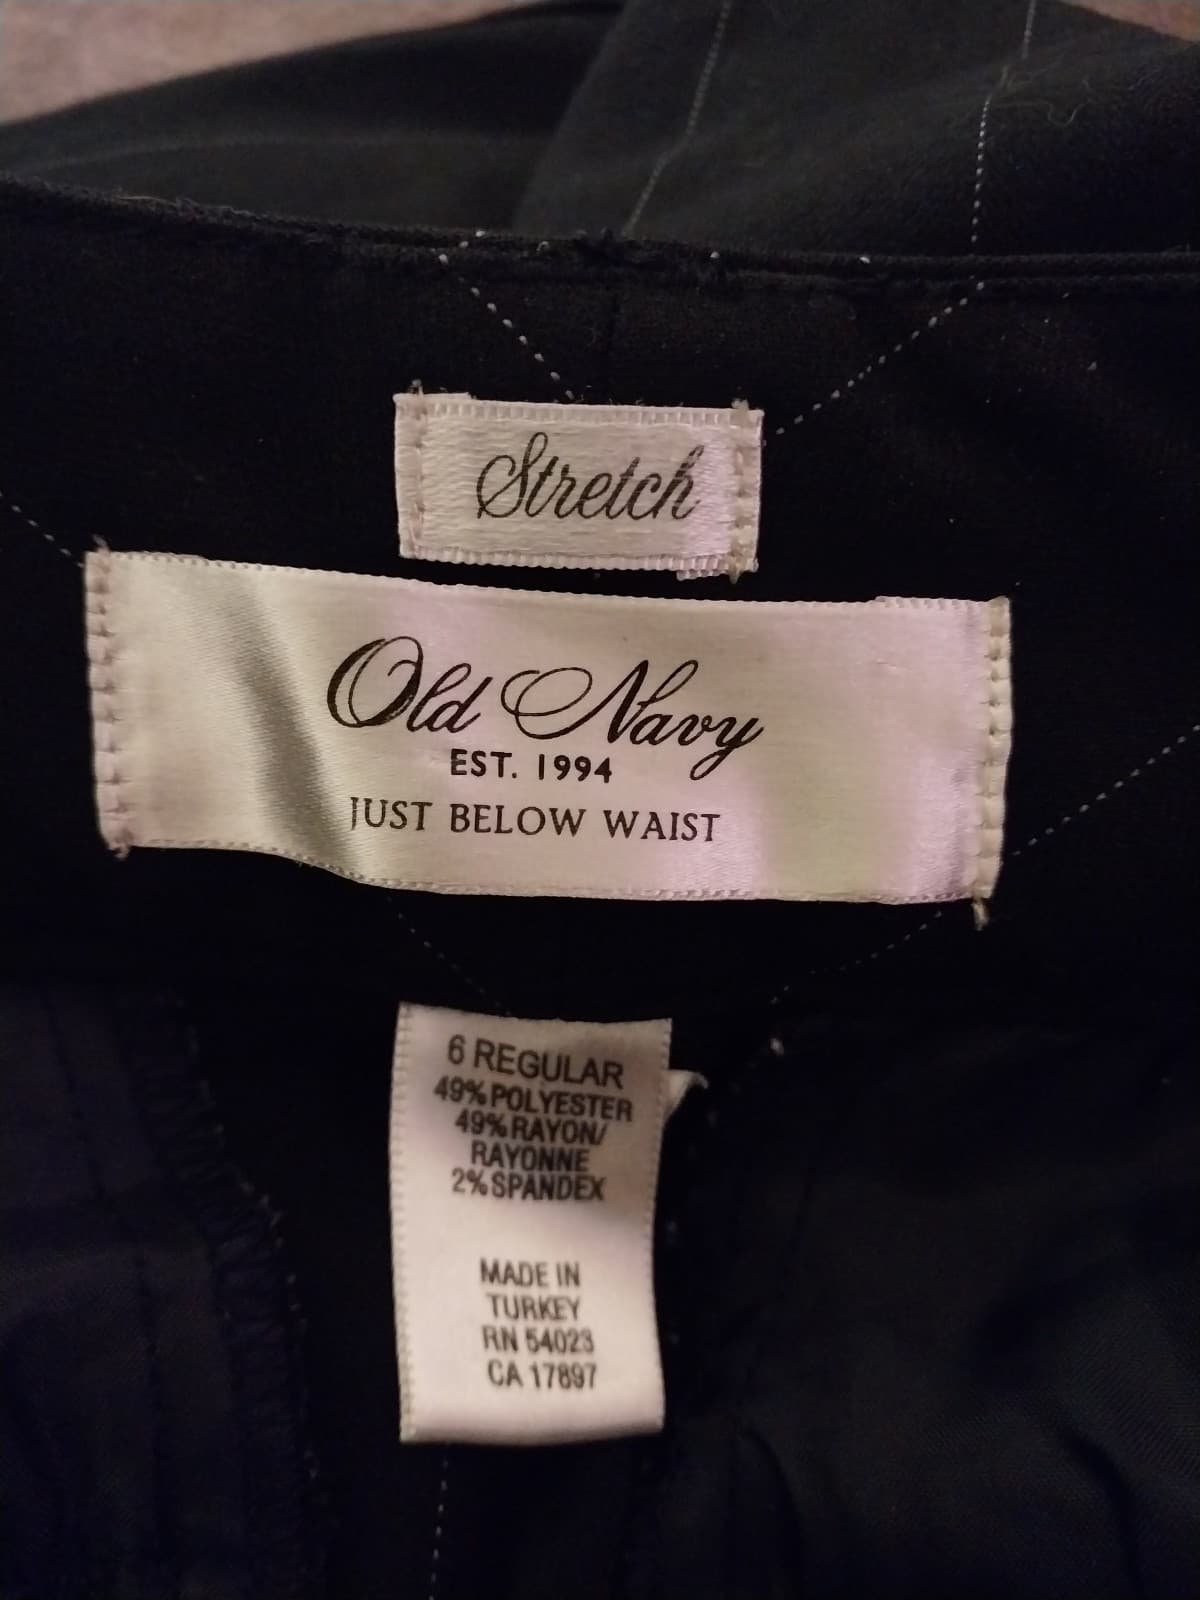 Stretch
Old Navy
EST. 1994
JUST BELOW WAIST
6 REGULAR
49% POLYESTER
49% RAYON/
RAYONNE
2% SPANDEX
MADE IN
TURKEY
RN 54023
CA 17897